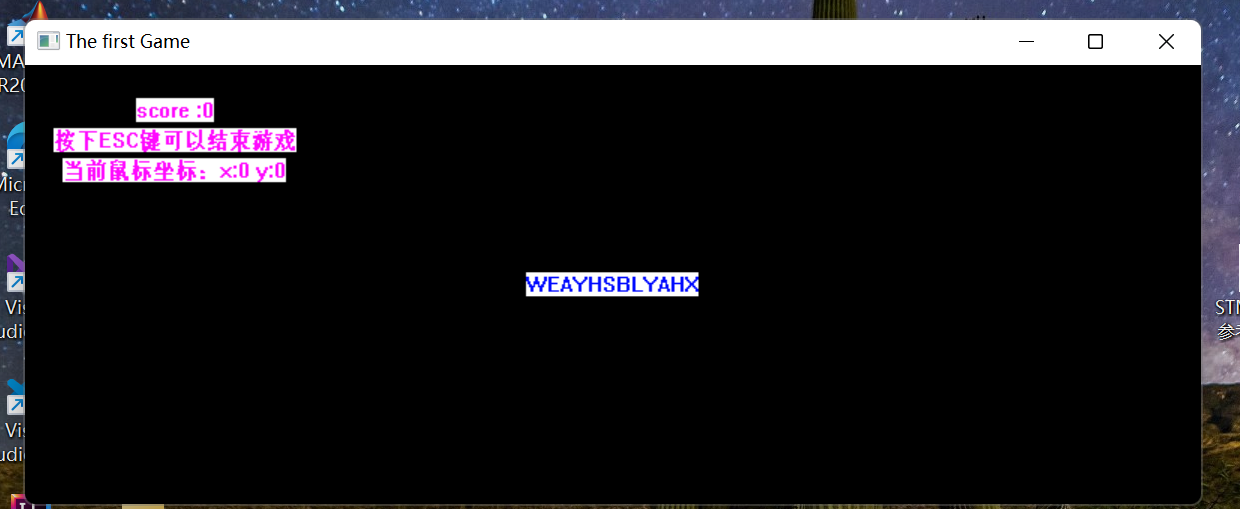 The first Game
score :0
按下ESC键可以结束游戏
当前鼠标坐标：x:0 y:0
WEAYHSBLYAHX